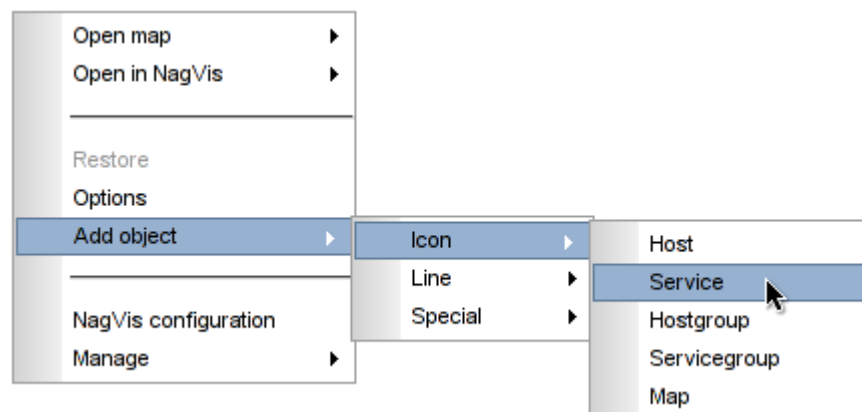 Open map
Open in NagVis
Restore
Options
Add object
NagVis configuration
Manage
Icon
Line
Special
Host
Service
Hostgroup
Servicegroup
Map